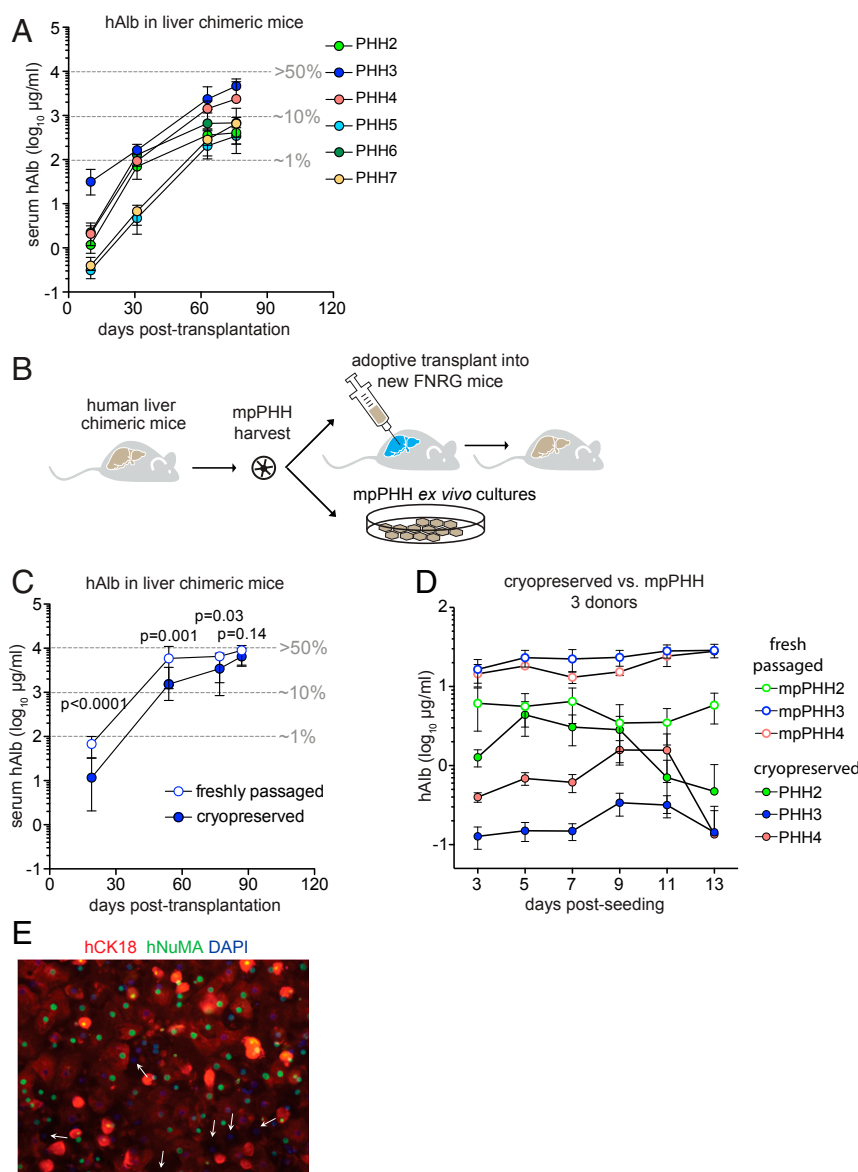 A
hAlb in liver chimeric mice
serum hAlb (log10 µg/ml)
5
4
3
2
1
0
-1
0
30
60
90
120
days post-transplantation
>50%
~10%
~1%
PHH2
PHH3
PHH4
PHH5
PHH6
PHH7
B
human liver
chimeric mice
mpPHH
harvest
adoptive transplant into
new FNRG mice
mpPHH ex vivo cultures
C
hAlb in liver chimeric mice
serum hAlb (log10 µg/ml)
5
4
3
2
1
0
-1
p<0.0001
p=0.001
p=0.03
p=0.14
>50%
~10%
~1%
freshly passaged
cryopreserved
0
30
60
90
120
days post-transplantation
D
cryopreserved vs. mpPHH
3 donors
hAlb (log10 µg/ml)
2
1
0
-1
3
5
7
9
11
13
days post-seeding
fresh
passaged
mpPHH2
mpPHH3
mpPHH4
cryopreserved
PHH2
PHH3
PHH4
E
hCK18 hNuMA DAPI